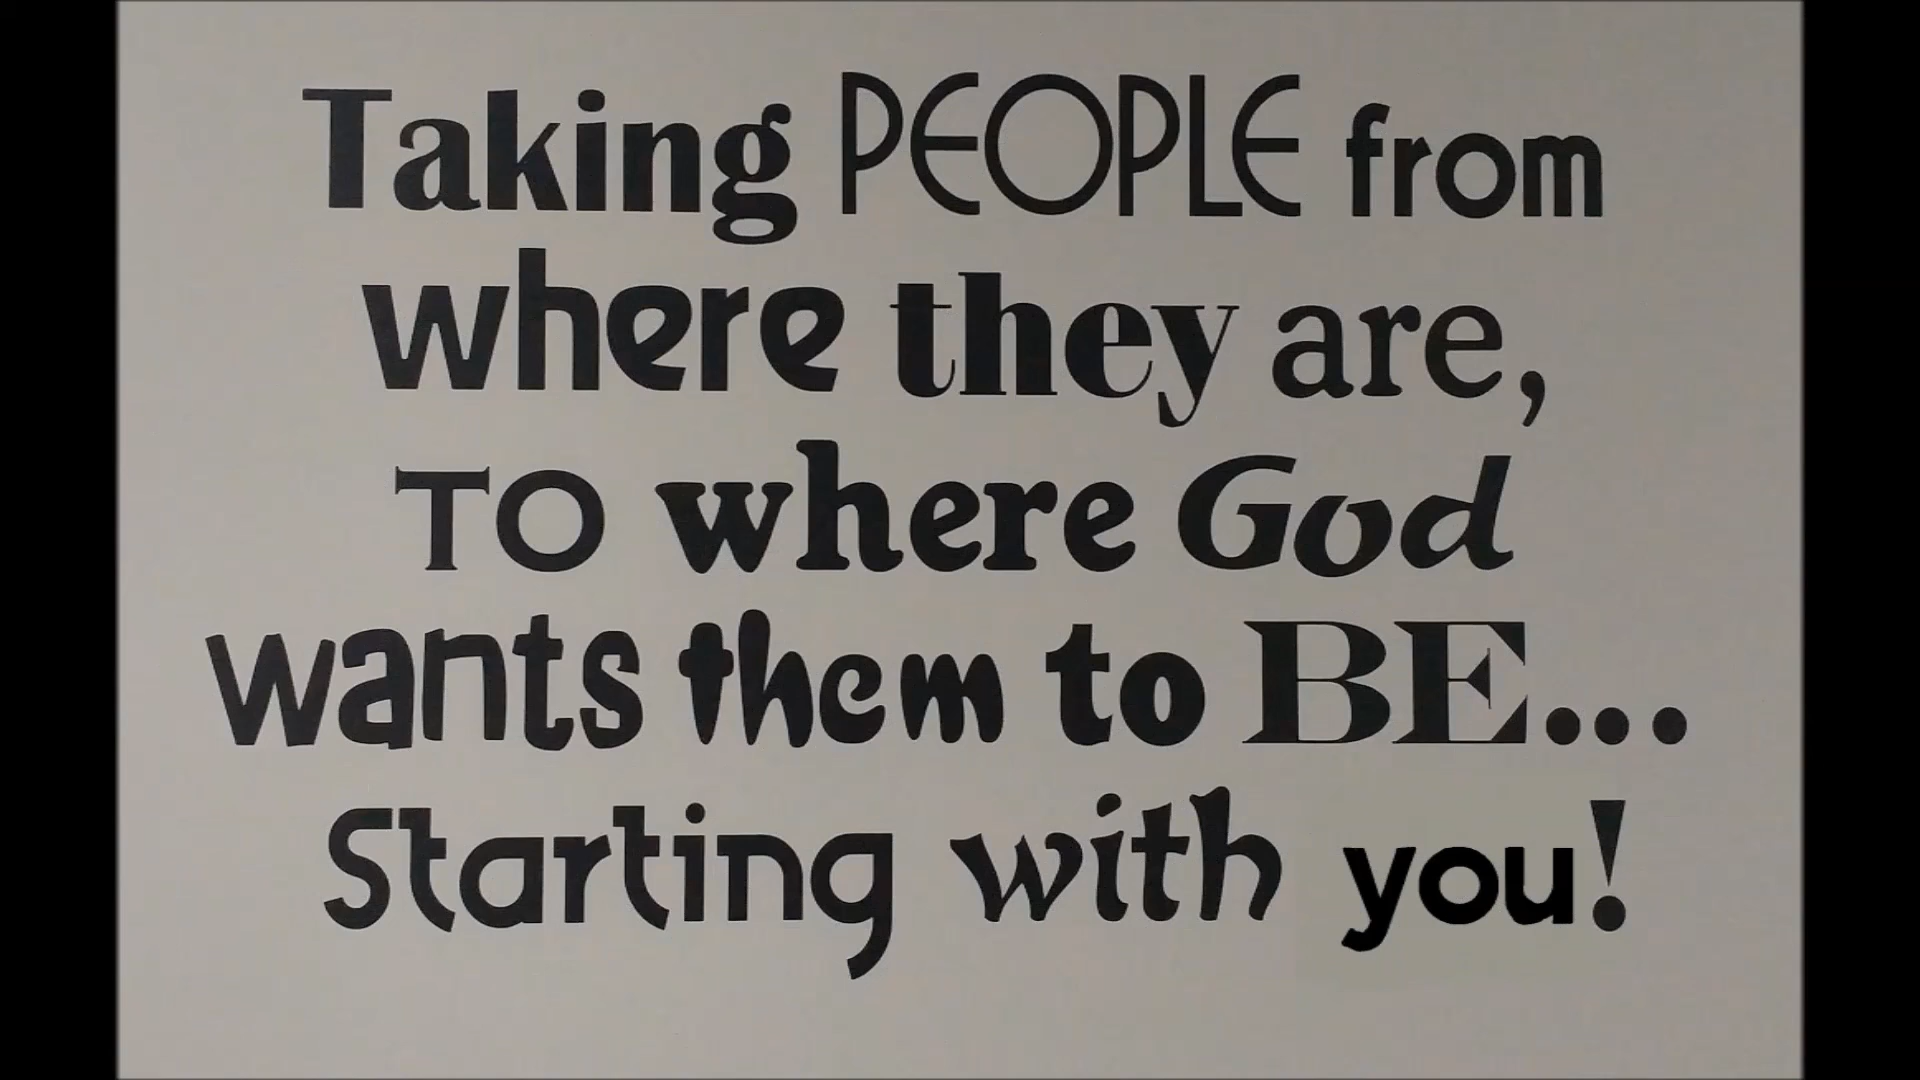 Taking PEOPLE from
where they are,
TO where God
wants them to BE...
Starting with you!